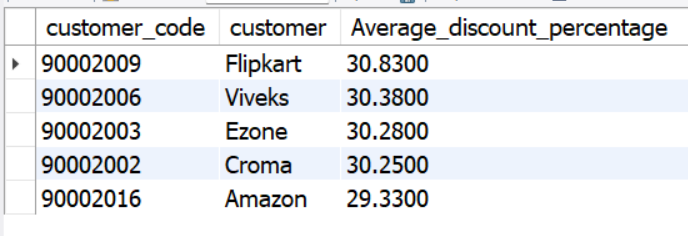 customer_code customer Average_discount_percentage
90002009 Flipkart 30.8300
90002006 Viveks 30.3800
90002003 Ezone 30.2800
90002002 Croma 30.2500
90002016 Amazon 29.3300